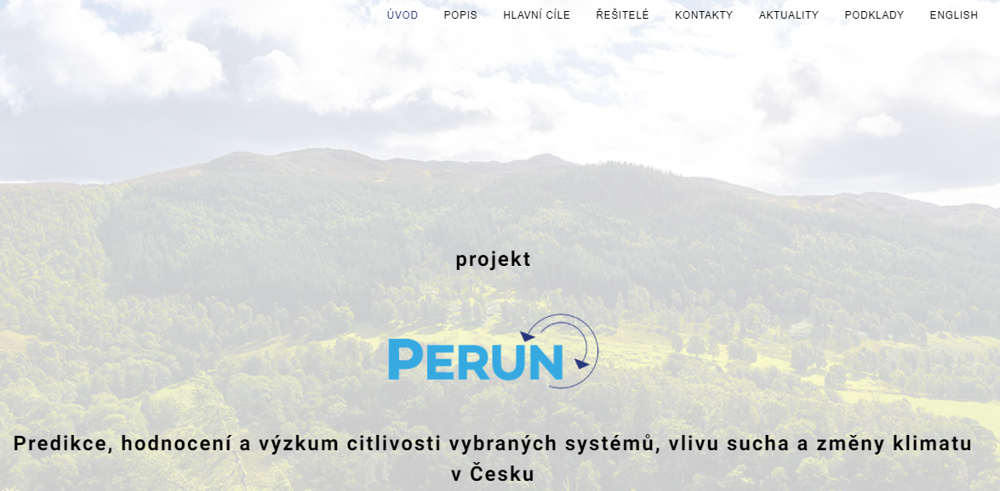 ÚVOD POPIS HLAVNÍ CÍLE ŘEŠITELÉ KONTAKTY AKTUALITY PODKLADY ENGLISH
projekt
PERUN
Predikce, hodnocení a výzkum citlivosti vybraných systémů, vlivu sucha a změny klimatu
v Česku